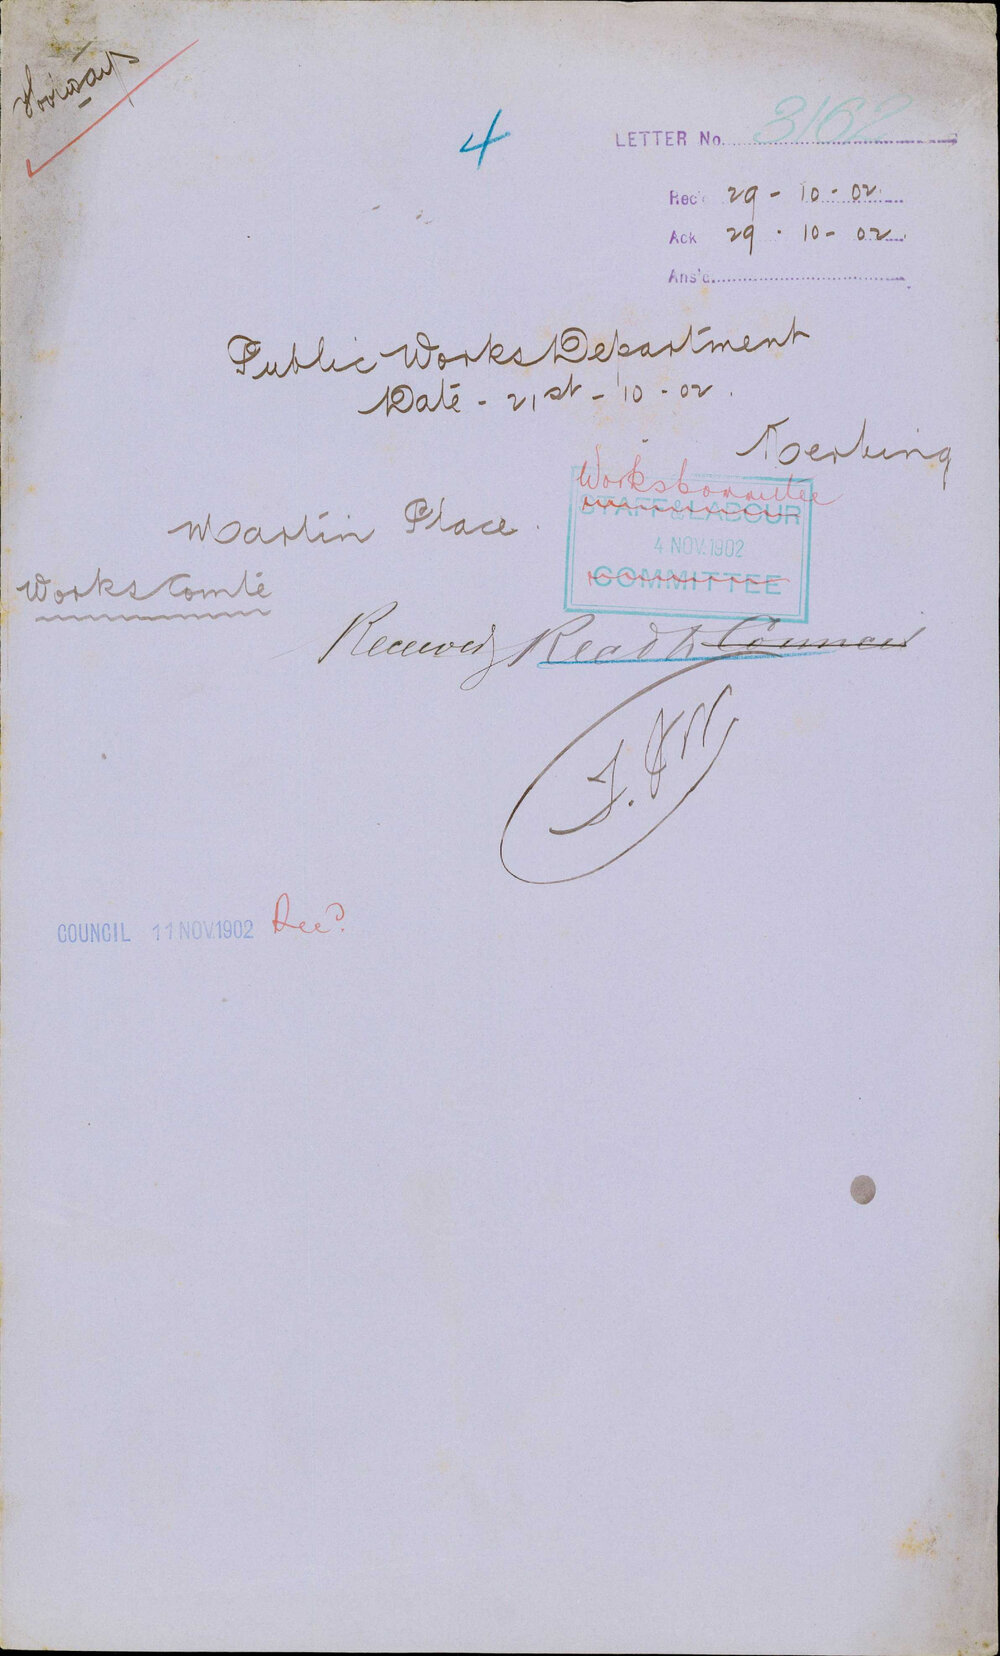 4
LETTER No. 3162
Rec'd 29 - 10 - 02.
Ack 29 . 10 - 02.
Ans'd.
Public Works Department
Date - 21st - 10 - 02.
Kerbing
Works Committee
STAFF & LABOUR
4 NOV. 1902
COMMITTEE
Martin Place.
Works Comte
Received Read to Council
COUNCIL 11 NOV. 1902 Recd.